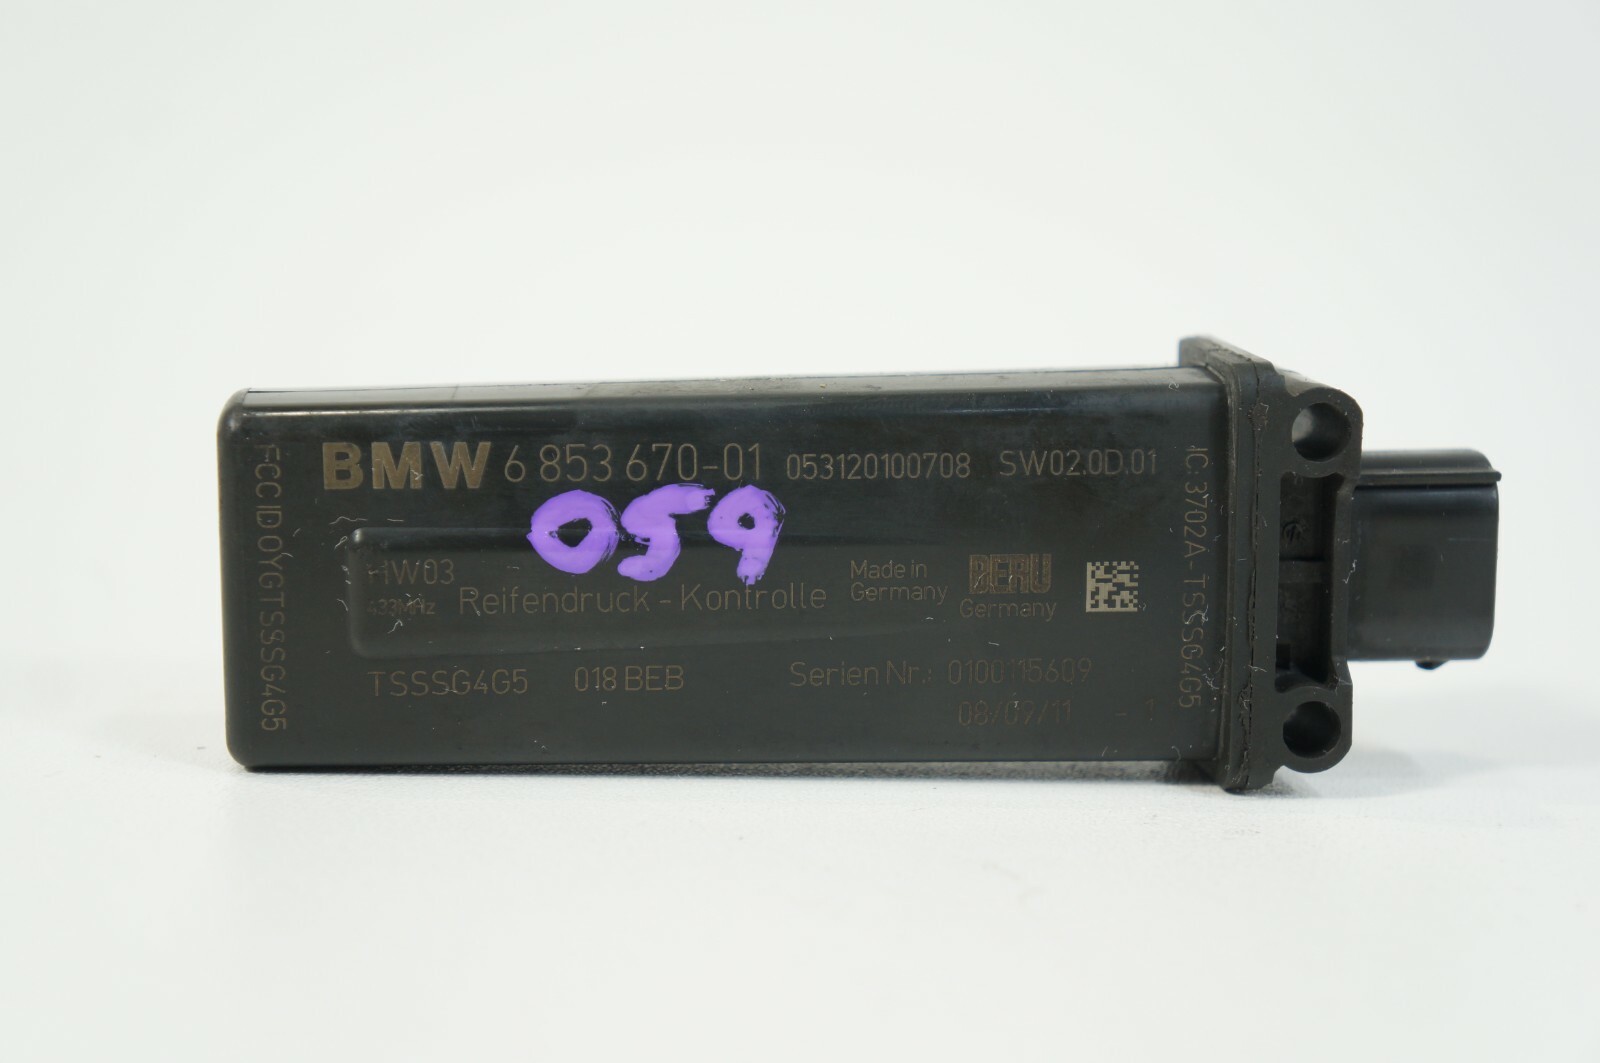 BMW 6 853 670-01 053120100708 SW02.0D.01
059
HW03
433MHz Reifendruck-Kontrolle
Made in
Germany
BERU
Germany
TSSSG4G5 018 BEB Serien Nr.: 0100115609
08/09/11 - 1
FCC ID OYGTSSSG4G5
IC 3702A-TSSSG4G5